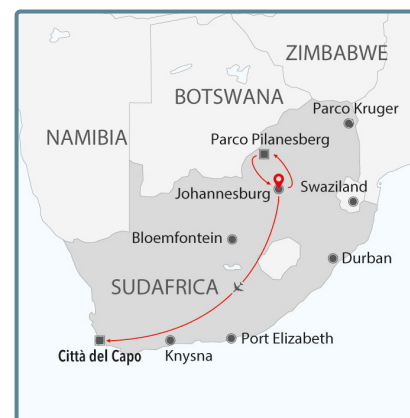 ZIMBABWE
BOTSWANA
Parco Kruger
NAMIBIA
Parco Pilanesberg
Johannesburg
Swaziland
Bloemfontein
Durban
SUDAFRICA
Port Elizabeth
Città del Capo
Knysna